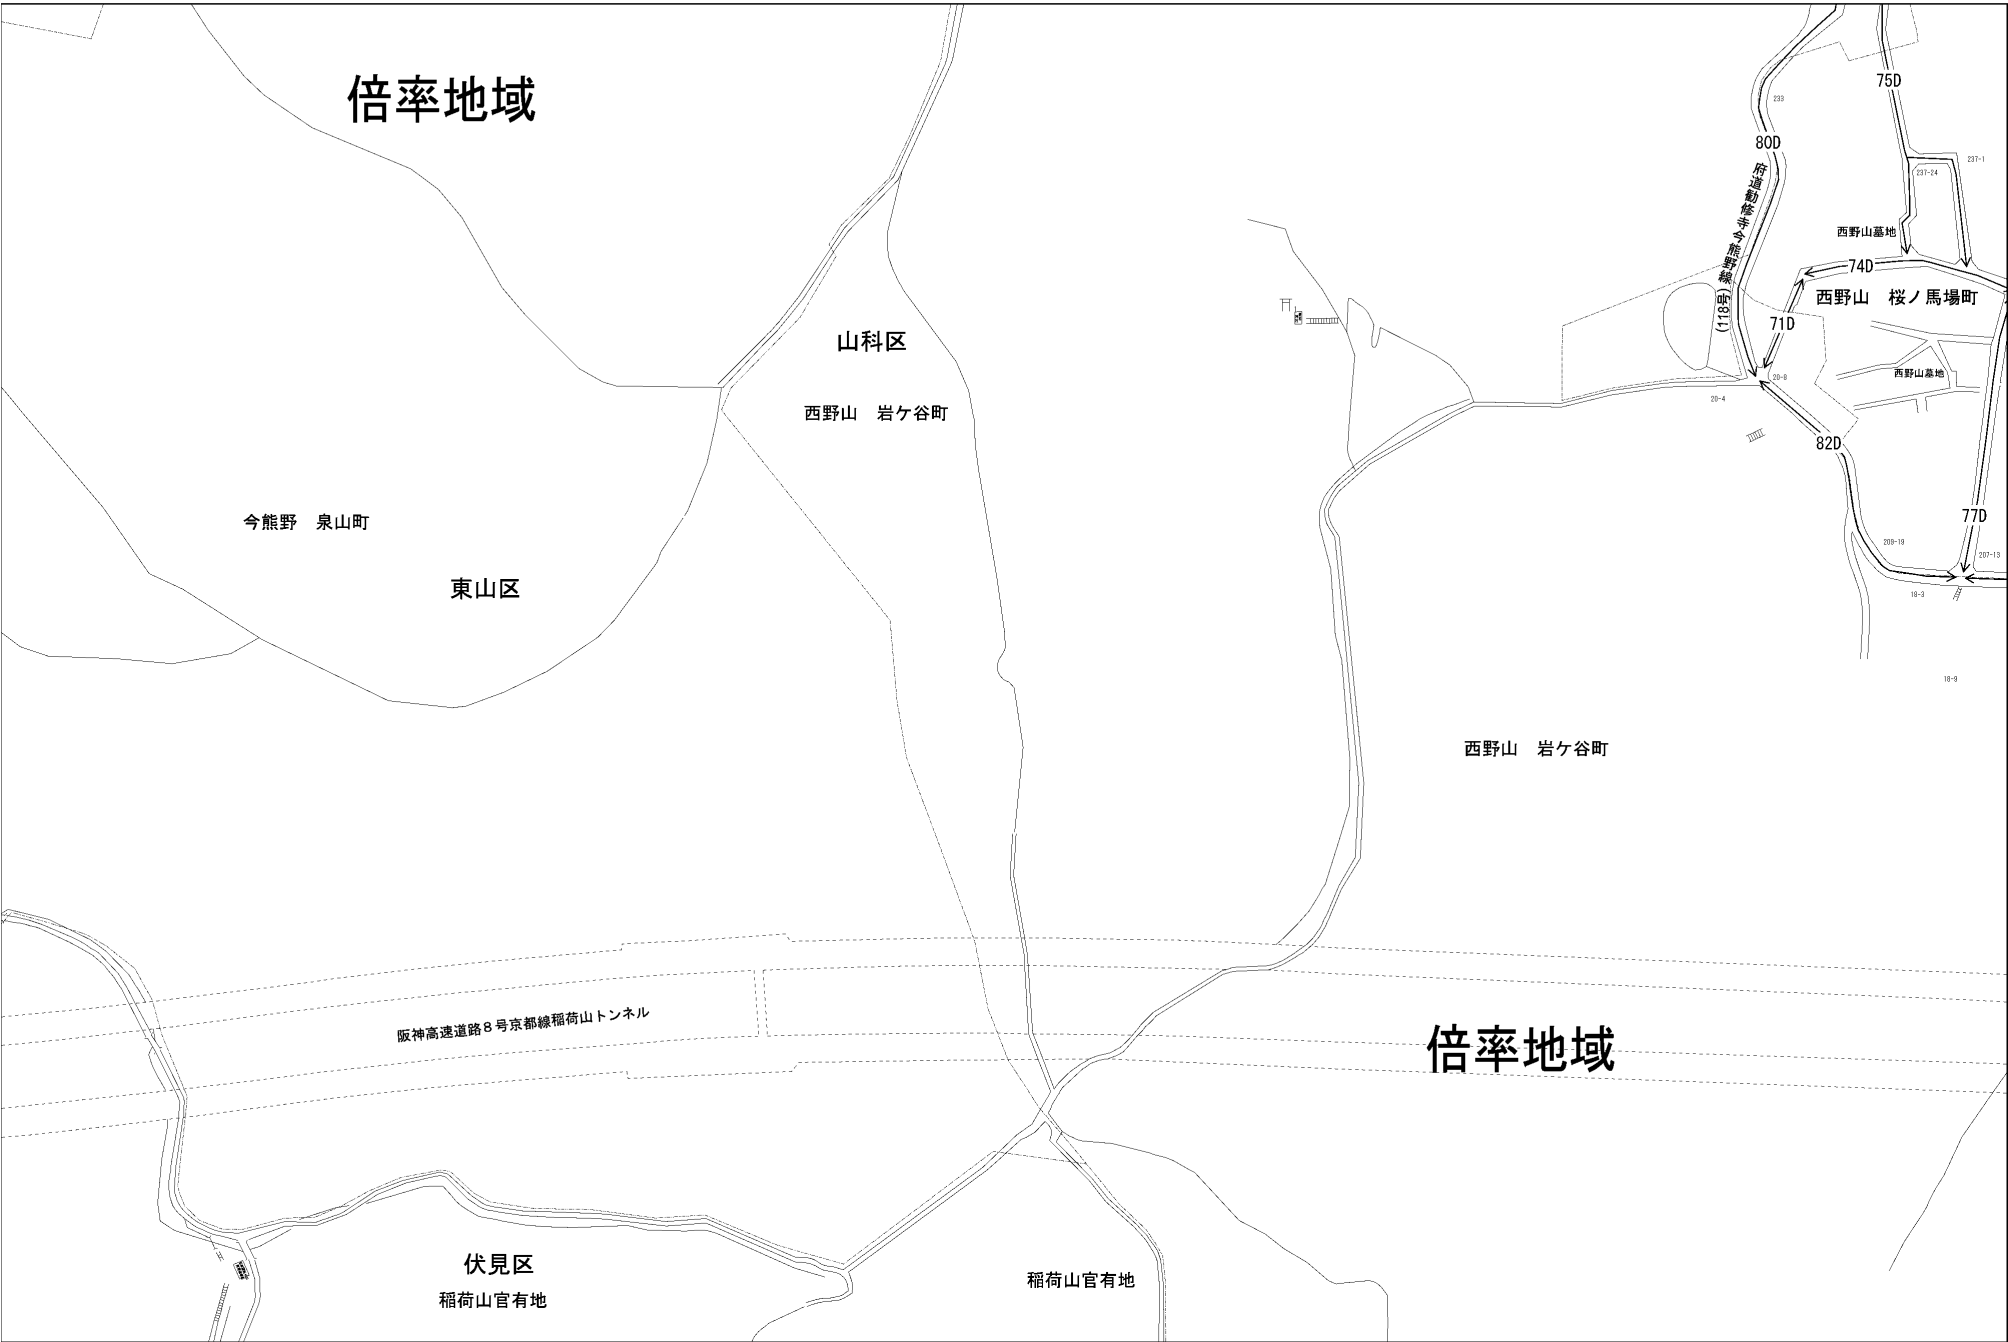 倍率地域
75D
233
80D
237-1
237-24
府道勧修寺今熊野線(118号)
西野山墓地
74D
西野山　桜ノ馬場町
71D
山科区
西野山墓地
20-8
20-4
西野山　岩ケ谷町
82D
77D
今熊野　泉山町
209-19
207-13
東山区
18-3
18-9
西野山　岩ケ谷町
阪神高速道路８号京都線稲荷山トンネル
倍率地域
伏見区
稲荷山官有地
稲荷山官有地